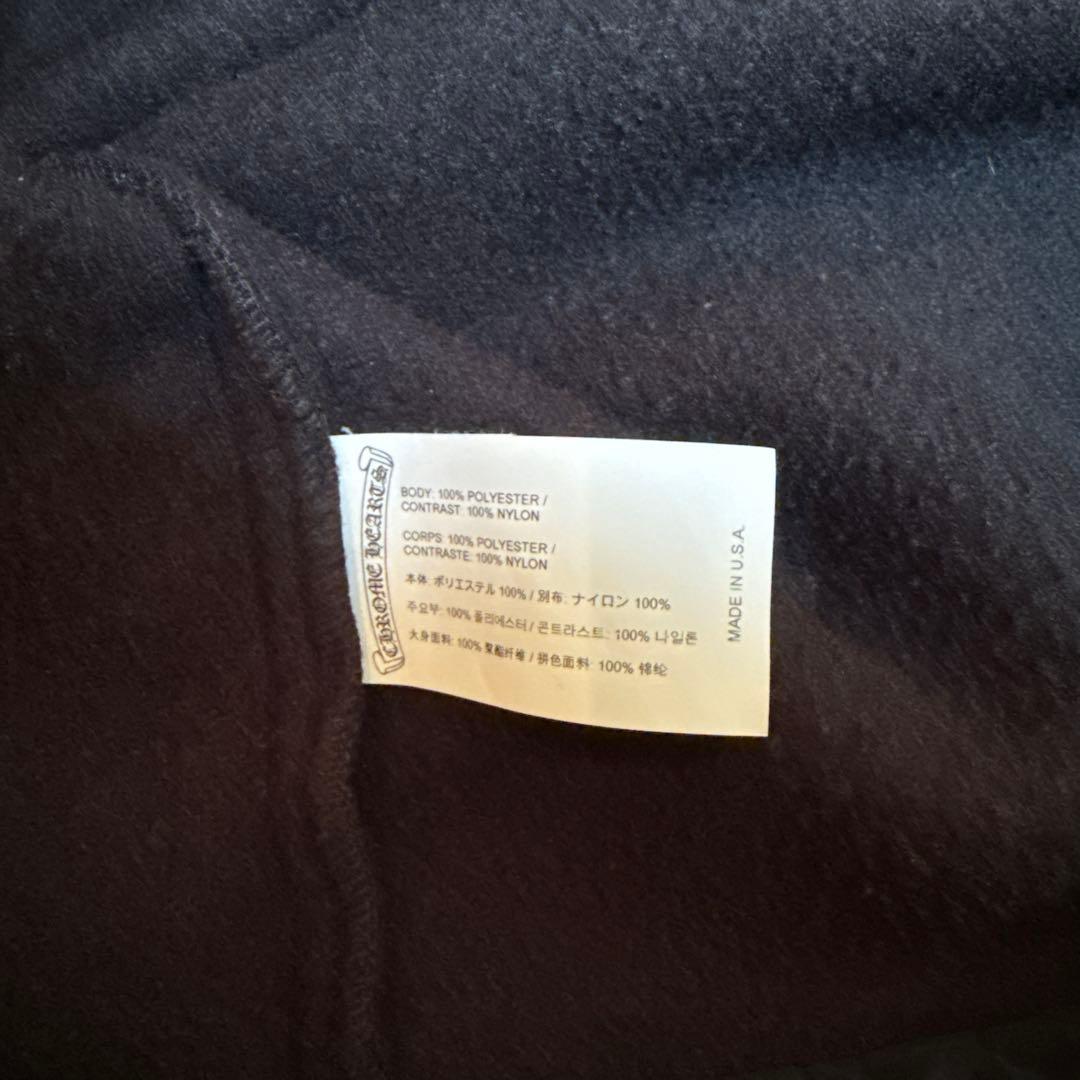 CHROME HEARTS
BODY: 100% POLYESTER /
CONTRAST: 100% NYLON
CORPS: 100% POLYESTER /
CONTRASTE: 100% NYLON
本体: ポリエステル 100% / 別布: ナイロン 100%
주요부: 100% 폴리에스터 / 콘트라스트: 100% 나일론
大身面料: 100% 聚酯纤维 / 拼色面料: 100% 锦纶
MADE IN U.S.A.